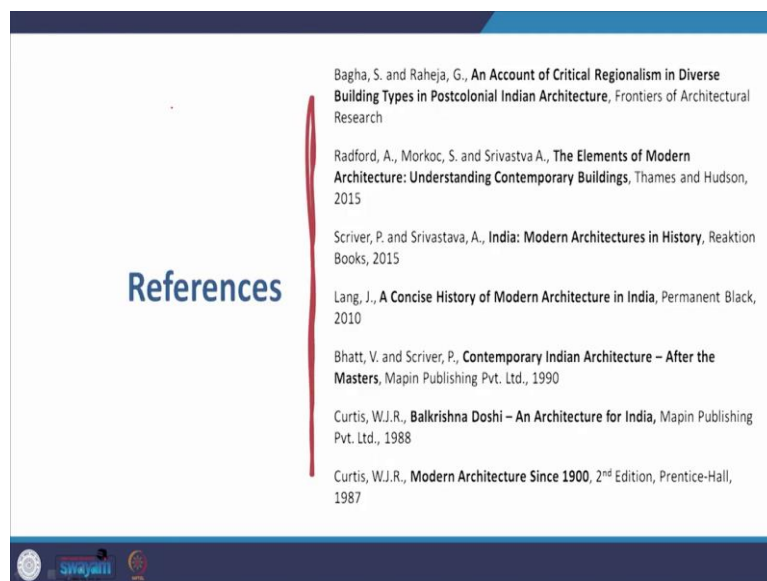 References
Bagha, S. and Raheja, G., An Account of Critical Regionalism in Diverse
Building Types in Postcolonial Indian Architecture, Frontiers of Architectural
Research
Radford, A., Morkoc, S. and Srivastva A., The Elements of Modern
Architecture: Understanding Contemporary Buildings, Thames and Hudson,
2015
Scriver, P. and Srivastava, A., India: Modern Architectures in History, Reaktion
Books, 2015
Lang, J., A Concise History of Modern Architecture in India, Permanent Black,
2010
Bhatt, V. and Scriver, P., Contemporary Indian Architecture – After the
Masters, Mapin Publishing Pvt. Ltd., 1990
Curtis, W.J.R., Balkrishna Doshi – An Architecture for India, Mapin Publishing
Pvt. Ltd., 1988
Curtis, W.J.R., Modern Architecture Since 1900, 2nd Edition, Prentice-Hall,
1987
swayam